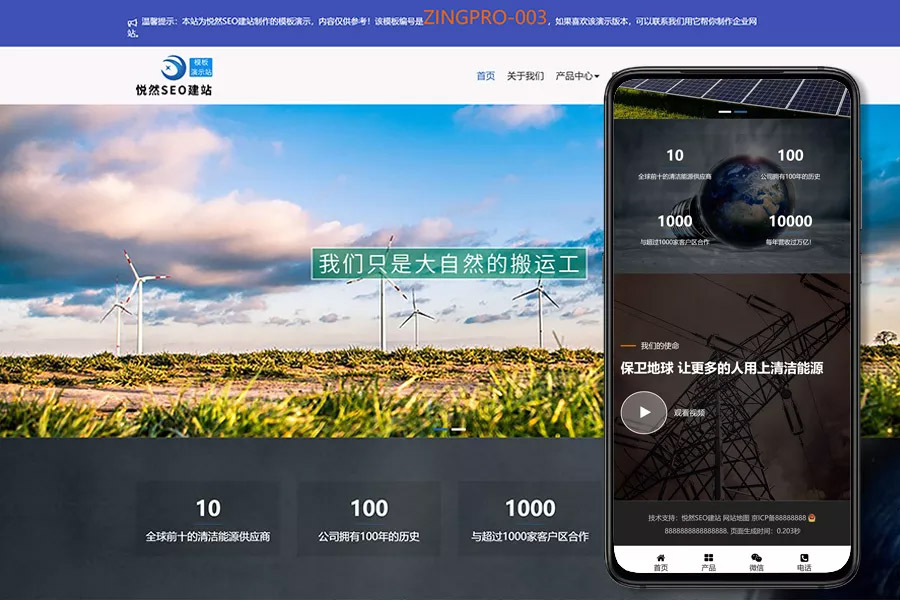 温馨提示：本站为悦然SEO建站制作的模板演示，内容仅供参考！该模板编号是ZINGPRO-003，如果喜欢该演示版本，可以联系我们用它帮你制作企业网
站。
模板
演示站
悦然SEO建站
首页 关于我们 产品中心
我们只是大自然的搬运工
10
全球前十的清洁能源供应商
100
公司拥有100年的历史
1000
与超过1000家客户区合作
10
全球前十的清洁能源供应商
100
公司拥有100年的历史
1000
与超过1000家客户区合作
10000
每年营收过万亿！
我们的使命
保卫地球 让更多的人用上清洁能源
观看视频
技术支持：悦然SEO建站 网站地图 京ICP备88888888
8888888888888888. 页面生成时间：0.203秒
首页 产品 微信 电话